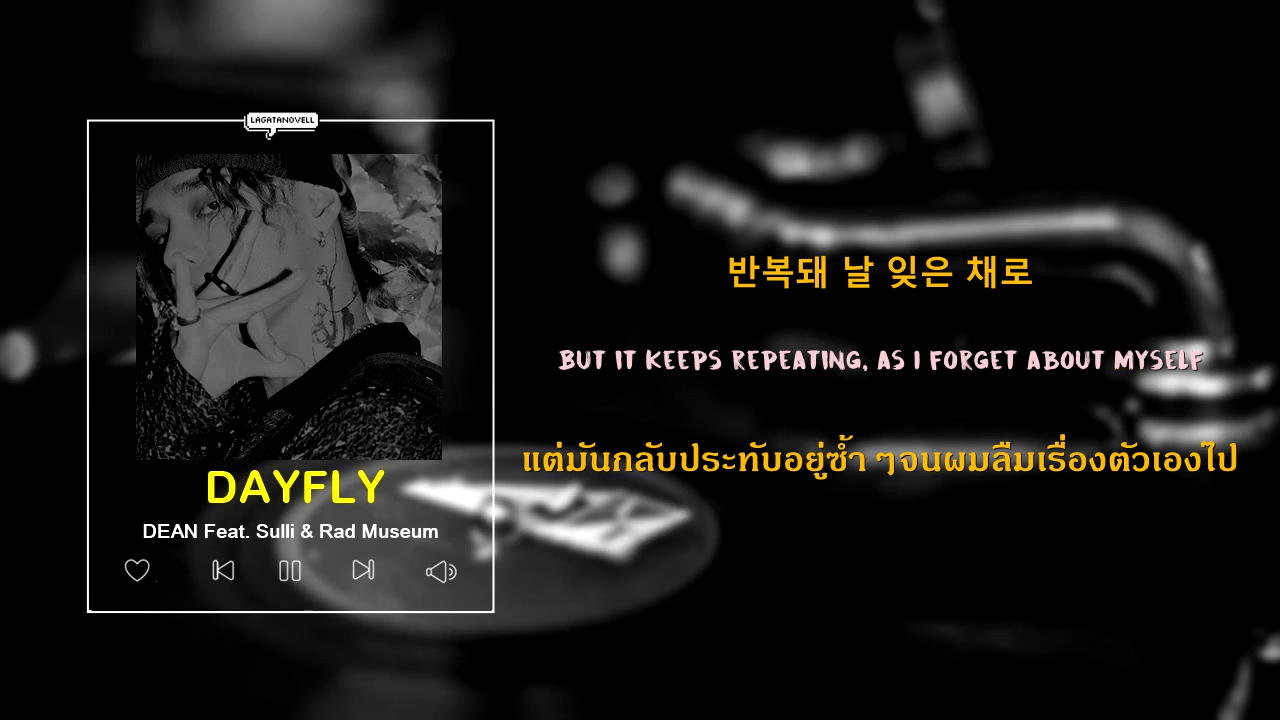 LAGATANOVELL
DAYFLY
DEAN Feat. Sulli & Rad Museum
반복돼 날 잊은 채로
BUT IT KEEPS REPEATING, AS I FORGET ABOUT MYSELF
แต่มันกลับประทับอยู่ซ้ำ ๆจนผมลืมเรื่องตัวเองไป